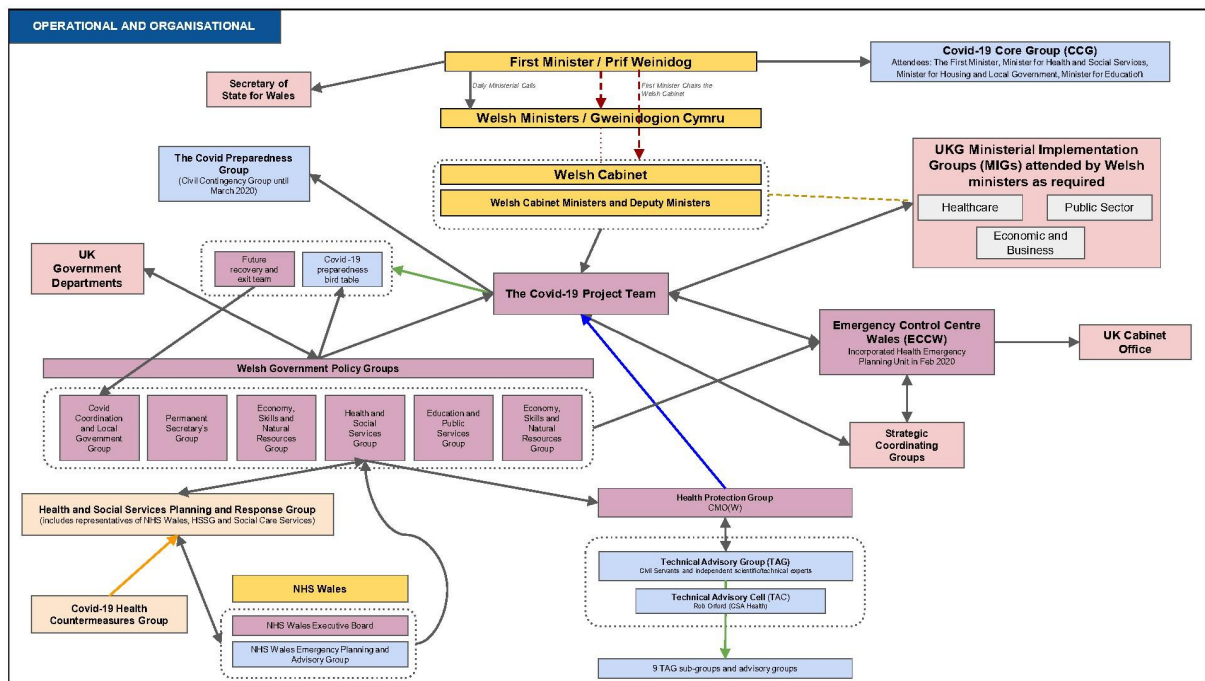 OPERATIONAL AND ORGANISATIONAL
First Minister / Prif Weinidog
Covid-19 Core Group (CCG)
Attendees: The First Minister, Minister for Health and Social Services,
Minister for Housing and Local Government, Minister for Education)
Secretary of
State for Wales
Daily Ministerial Calls
First Minister Chairs the
Welsh Cabinet
Welsh Ministers / Gweinidogion Cymru
The Covid Preparedness
Group
(Civil Contingency Group until
March 2020)
Welsh Cabinet
Welsh Cabinet Ministers and Deputy Ministers
UKG Ministerial Implementation
Groups (MIGs) attended by Welsh
ministers as required
Healthcare
Public Sector
Economic and
Business
UK
Government
Departments
Future
recovery and
exit team
Covid -19
preparedness
bird table
The Covid-19 Project Team
Emergency Control Centre
Wales (ECCW)
Incorporated Health Emergency
Planning Unit in Feb 2020
UK Cabinet
Office
Welsh Government Policy Groups
Covid
Coordination
and Local
Government
Group
Permanent
Secretary's
Group
Economy,
Skills and
Natural
Resources
Group
Health and
Social
Services
Group
Education and
Public
Services
Group
Economy,
Skills and
Natural
Resources Group
Strategic
Coordinating
Groups
Health and Social Services Planning and Response Group
(includes representatives of NHS Wales, HSSG and Social Care Services)
Health Protection Group
CMO(W)
Technical Advisory Group (TAG)
Civil Servants and independent scientific/technical experts
Technical Advisory Cell (TAC)
Rob Orford (CSA Health)
Covid-19 Health
Countermeasures Group
NHS Wales
NHS Wales Executive Board
NHS Wales Emergency Planning and
Advisory Group
9 TAG sub-groups and advisory groups